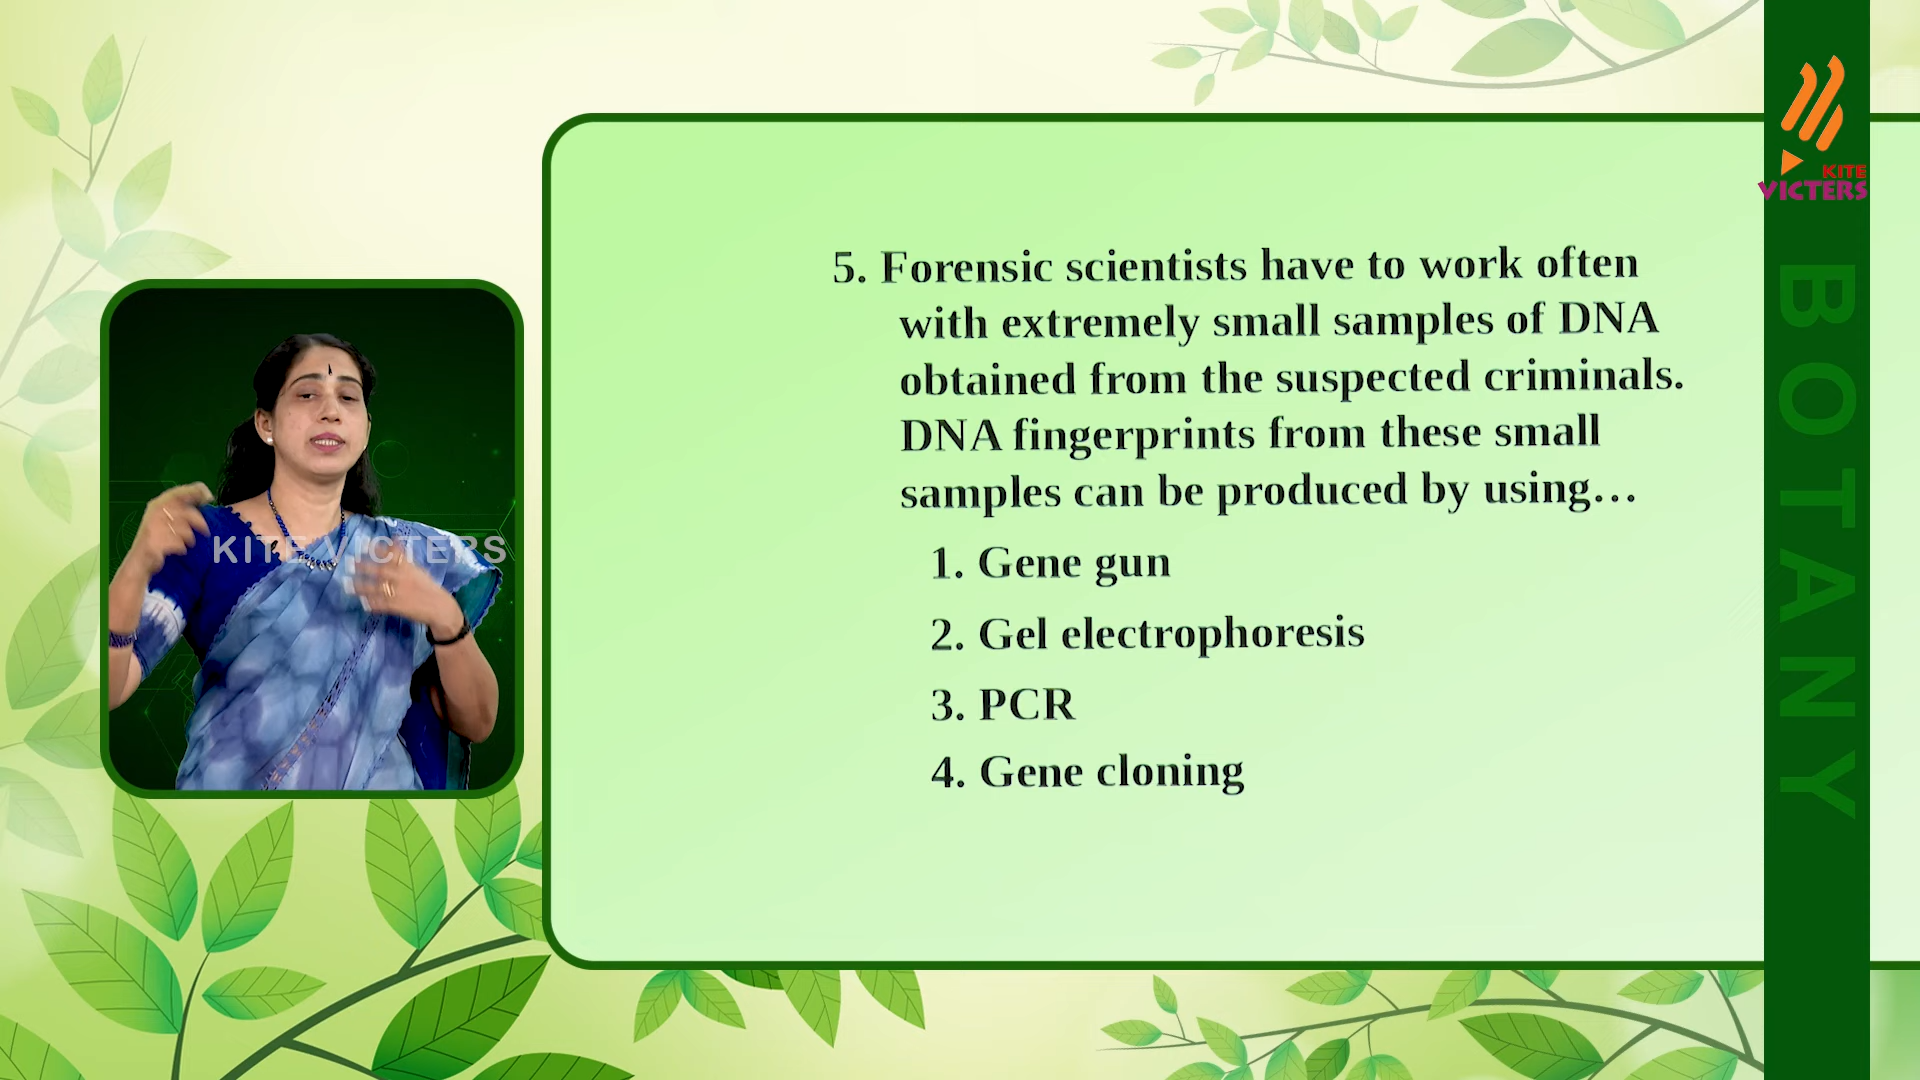 5. Forensic scientists have to work often
with extremely small samples of DNA
obtained from the suspected criminals.
DNA fingerprints from these small
samples can be produced by using…
1. Gene gun
2. Gel electrophoresis
3. PCR
4. Gene cloning
KITE VICTERS
KITE
VICTERS
BOTANY